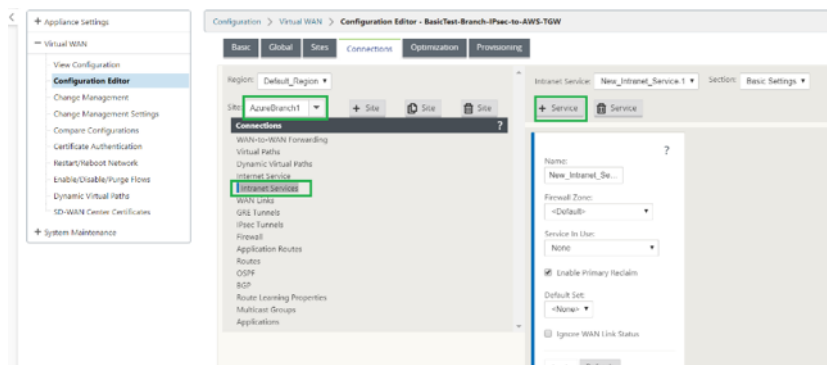 Configuration > Virtual WAN > Configuration Editor - BasicTest-Branch-IPsec-to-AWS-TGW
+ Appliance Settings
− Virtual WAN
View Configuration
Configuration Editor
Change Management
Change Management Settings
Compare Configurations
Certificate Authentication
Restart/Reboot Network
Enable/Disable/Purge Flows
Dynamic Virtual Paths
SD-WAN Center Certificates
+ System Maintenance
Basic Global Sites Connections Optimization Provisioning
Region: Default_Region
Site: AzureBranch1 + Site Site Site
Connections ?
WAN-to-WAN Forwarding
Virtual Paths
Dynamic Virtual Paths
Internet Service
Intranet Services
WAN Links
GRE Tunnels
IPsec Tunnels
Firewall
Application Routes
Routes
OSPF
BGP
Route Learning Properties
Multicast Groups
Applications
Intranet Service: New_Intranet_Service-1 Section: Basic Settings
+ Service Service
?
Name:
New_Intranet_Se...
Firewall Zone:
<Default>
Service In Use:
None
Enable Primary Reclaim
Default Set:
<None>
Ignore WAN Link Status